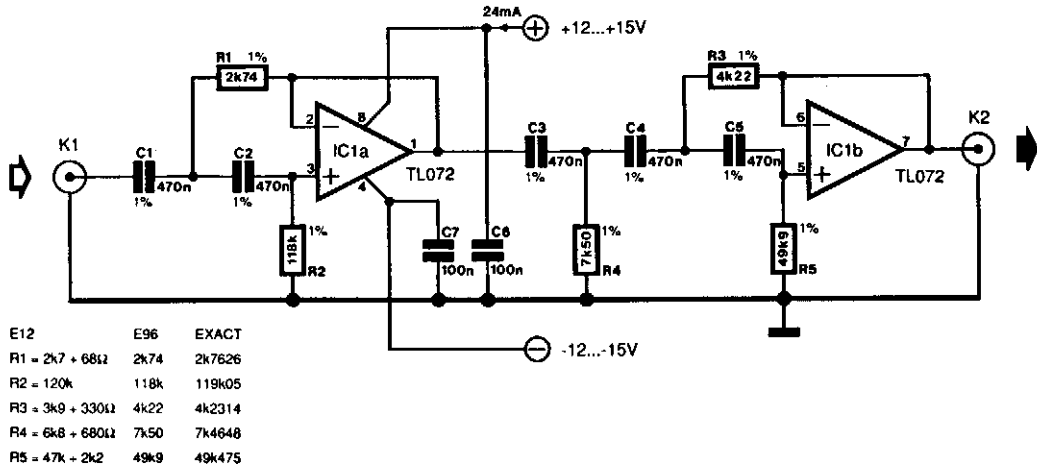 24mA
+12...+15V
R1 1%
2k74
R3 1%
4k22
2
8
IC1a
1
3
4
TL072
K1
C1
470n
1%
C2
470n
1%
118k
1%
R2
C7
100n
C6
100n
C3
470n
1%
7k50
1%
R4
C4
470n
1%
C5
470n
1%
6
IC1b
7
5
TL072
K2
49k9
1%
R5
-12...-15V
E12 E96 EXACT
R1 = 2k7 + 68Ω 2k74 2k7626
R2 = 120k 118k 119k05
R3 = 3k9 + 330Ω 4k22 4k2314
R4 = 6k8 + 680Ω 7k50 7k4648
R5 = 47k + 2k2 49k9 49k475